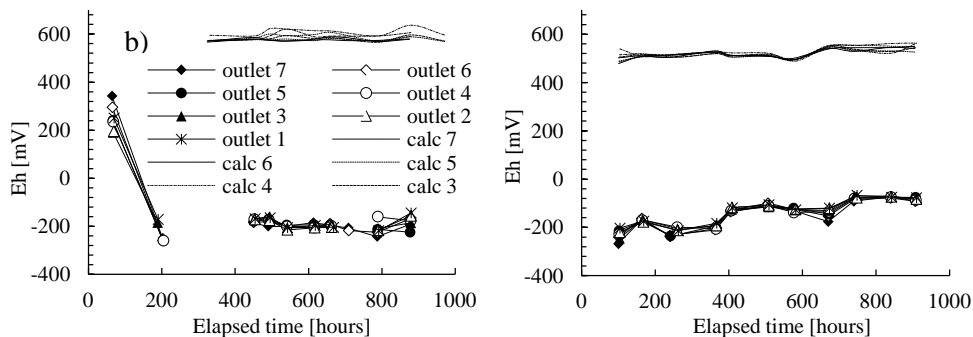 600
400
200
0
-200
-400
Eh [mV]
b)
outlet 7
outlet 6
outlet 5
outlet 4
outlet 3
outlet 2
outlet 1
calc 7
calc 6
calc 5
calc 4
calc 3
0 200 400 600 800 1000
Elapsed time [hours]
600
400
200
0
-200
-400
Eh [mV]
0 200 400 600 800 1000
Elapsed time [hours]